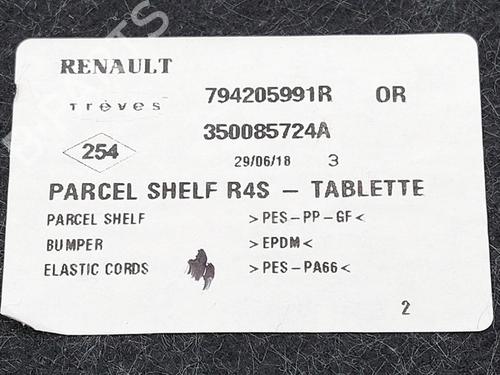 RENAULT
Trèves 794205991R OR
350085724A
254
29/06/18 3
PARCEL SHELF R4S - TABLETTE
PARCEL SHELF >PES-PP-GF<
BUMPER >EPDM<
ELASTIC CORDS >PES-PA66<
2